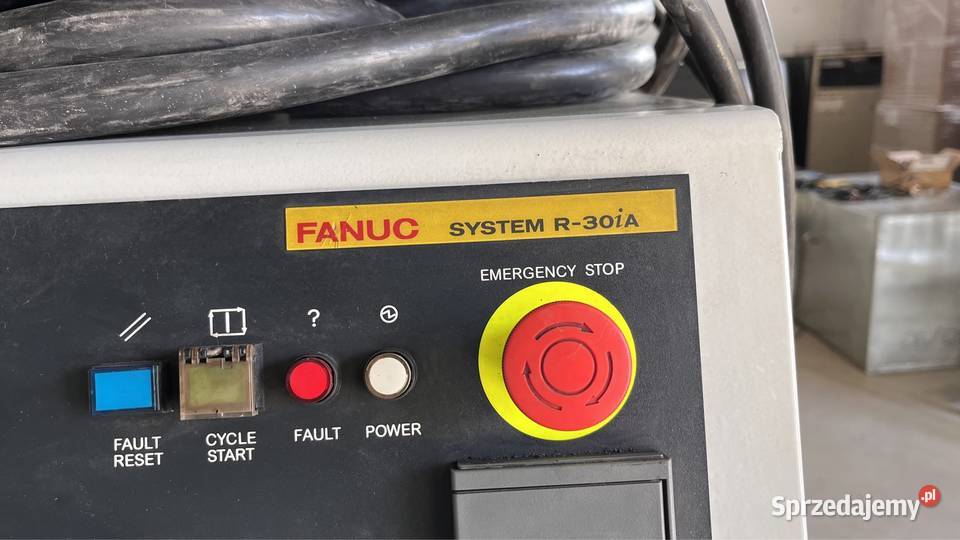 FANUC SYSTEM R-30iA
EMERGENCY STOP
?
FAULT RESET
CYCLE START
FAULT
POWER
Sprzedajemy.pl